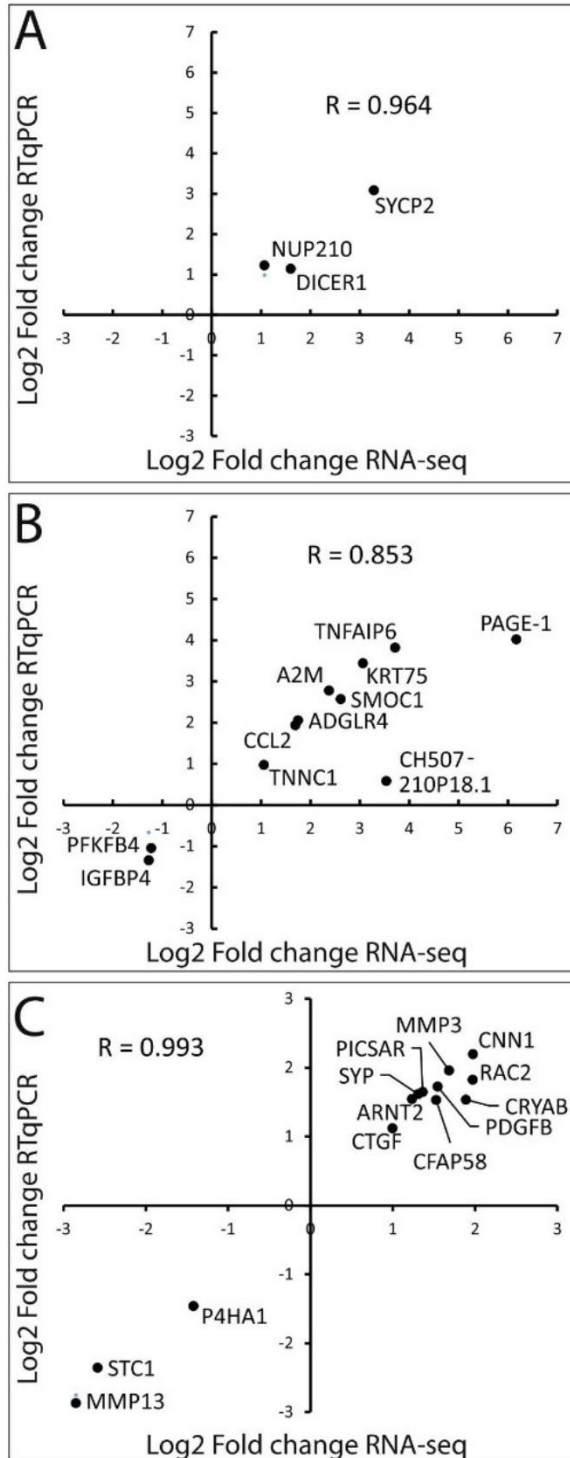 A
Log2 Fold change RTqPCR
7
6
5
4
3
2
1
0
-1
-2
-3
R = 0.964
SYCP2
NUP210
DICER1
-3 -2 -1 0 1 2 3 4 5 6 7
Log2 Fold change RNA-seq
B
Log2 Fold change RTqPCR
7
6
5
4
3
2
1
0
-1
-2
-3
R = 0.853
TNFAIP6
PAGE-1
KRT75
A2M
SMOC1
ADGLR4
CCL2
TNNC1
CH507-
210P18.1
PFKFB4
IGFBP4
-3 -2 -1 0 1 2 3 4 5 6 7
Log2 Fold change RNA-seq
C
Log2 Fold change RTqPCR
3
2
1
0
-1
-2
-3
R = 0.993
MMP3
CNN1
PICSAR
RAC2
SYP
CRYAB
ARNT2
PDGFB
CTGF
CFAP58
P4HA1
STC1
MMP13
-3 -2 -1 0 1 2 3
Log2 Fold change RNA-seq